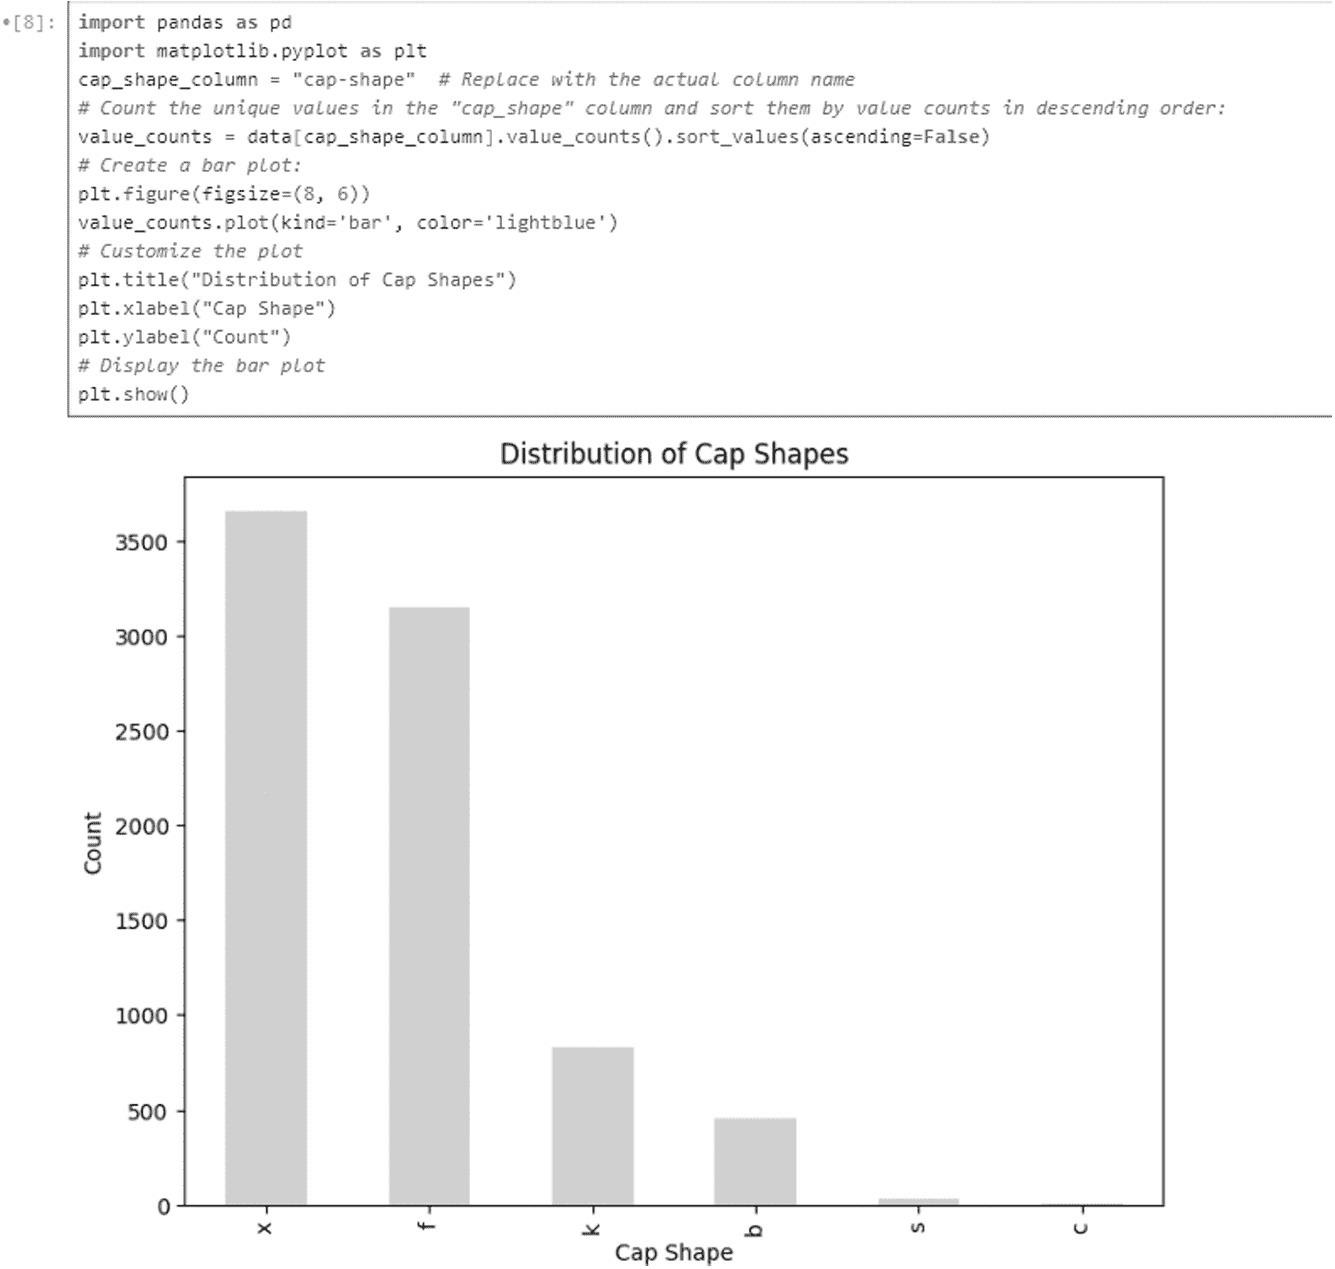 •[8]:
import pandas as pd
import matplotlib.pyplot as plt
cap_shape_column = "cap-shape"  # Replace with the actual column name
# Count the unique values in the "cap_shape" column and sort them by value counts in descending order:
value_counts = data[cap_shape_column].value_counts().sort_values(ascending=False)
# Create a bar plot:
plt.figure(figsize=(8, 6))
value_counts.plot(kind='bar', color='lightblue')
# Customize the plot
plt.title("Distribution of Cap Shapes")
plt.xlabel("Cap Shape")
plt.ylabel("Count")
# Display the bar plot
plt.show()
Distribution of Cap Shapes
3500
3000
2500
2000
1500
1000
500
0
Count
x
f
k
b
s
c
Cap Shape